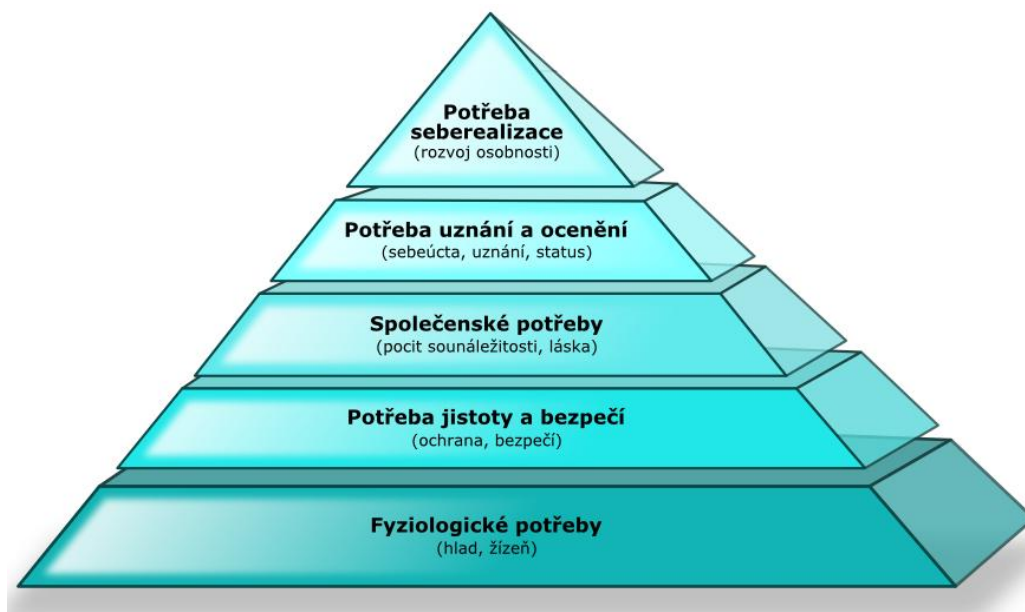 Potřeba
seberealizace
(rozvoj osobnosti)
Potřeba uznání a ocenění
(sebeúcta, uznání, status)
Společenské potřeby
(pocit sounáležitosti, láska)
Potřeba jistoty a bezpečí
(ochrana, bezpečí)
Fyziologické potřeby
(hlad, žízeň)